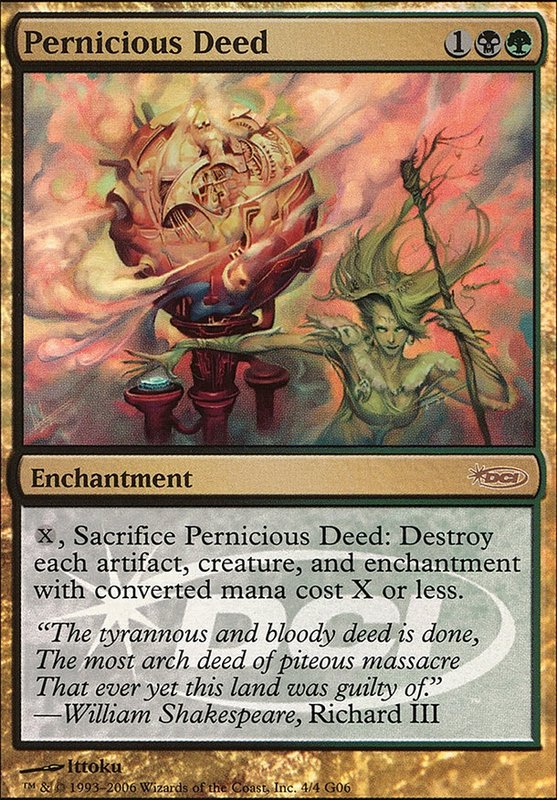 Pernicious Deed 1
Enchantment DCI
X, Sacrifice Pernicious Deed: Destroy
each artifact, creature, and enchantment
with converted mana cost X or less.
DCI
“The tyrannous and bloody deed is done,
The most arch deed of piteous massacre
That ever yet this land was guilty of.”
—William Shakespeare, Richard III
Ittoku
™ & © 1993–2006 Wizards of the Coast, Inc. 4/4 G06